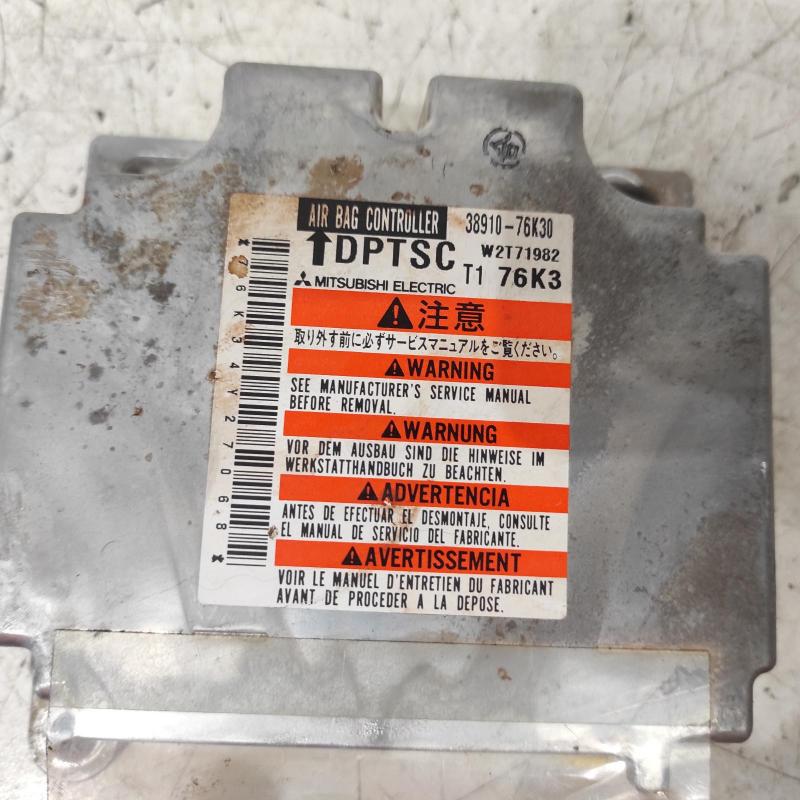 AIR BAG CONTROLLER 38910-76K30
↑DPTSC W2T71982
MITSUBISHI ELECTRIC T1 76K3
注意
取り外す前に必ずサービスマニュアルをご覧ください。
WARNING
SEE MANUFACTURER'S SERVICE MANUAL
BEFORE REMOVAL.
WARNUNG
VOR DEM AUSBAU SIND DIE HINWEISE IM
WERKSTATTHANDBUCH ZU BEACHTEN.
ADVERTENCIA
ANTES DE EFECTUAR EL DESMONTAJE, CONSULTE
EL MANUAL DE SERVICIO DEL FABRICANTE.
AVERTISSEMENT
VOIR LE MANUEL D'ENTRETIEN DU FABRICANT
AVANT DE PROCEDER A LA DEPOSE.
*76K34V27068*